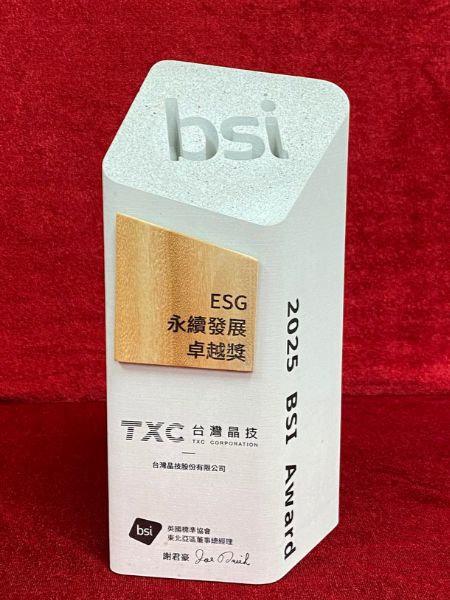 bsi
ESG
永續發展
卓越獎
TXC 台灣晶技
TXC CORPORATION
台灣晶技股份有限公司
bsi
英國標準協會
東北亞區董事總經理
謝君豪
2025 BSI Award